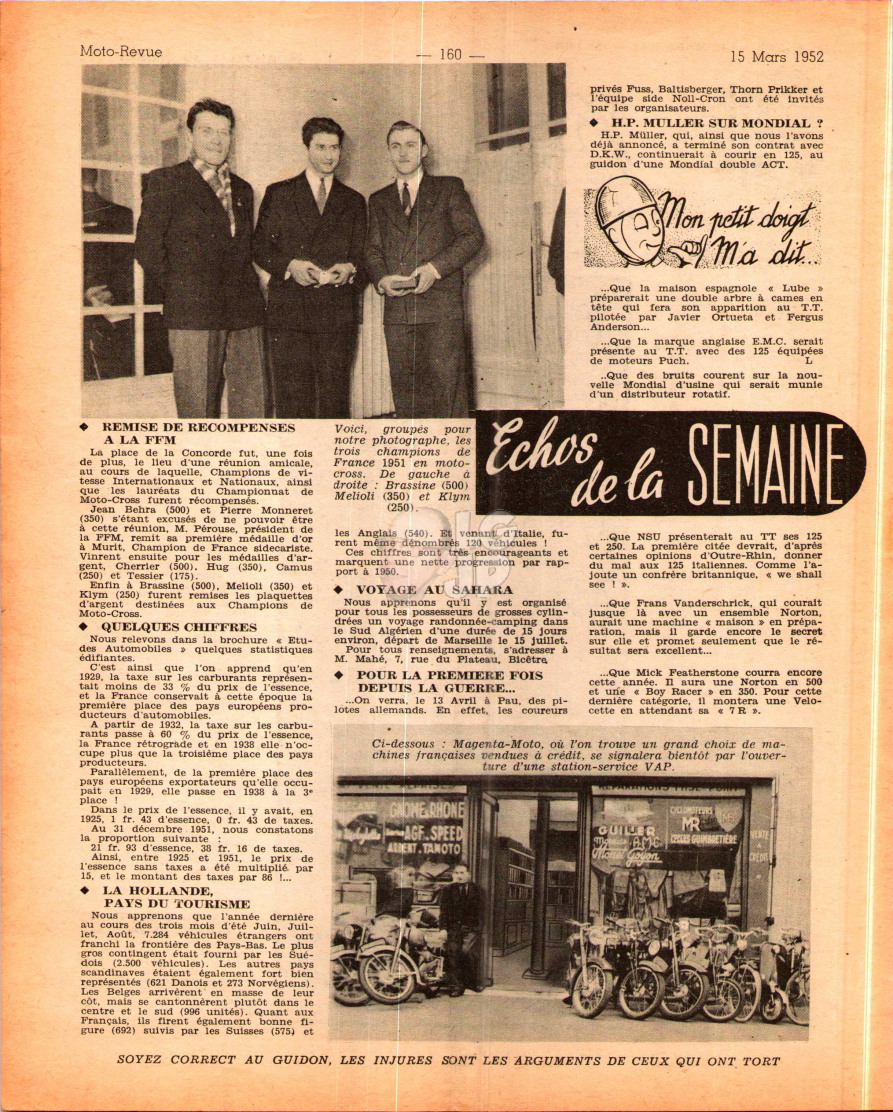 Moto-Revue
— 160 —
15 Mars 1952
◆ REMISE DE RECOMPENSES
A LA FFM
La place de la Concorde fut, une fois
de plus, le lieu d'une réunion amicale,
au cours de laquelle, Champions de vi-
tesse Internationaux et Nationaux, ainsi
que les lauréats du Championnat de
Moto-Cross furent récompensés.
Jean Behra (500) et Pierre Monneret
(350) s'étant excusés de ne pouvoir être
à cette réunion, M. Pérouse, président de
la FFM, remit sa première médaille d'or
à Murit, Champion de France sidecariste.
Vinrent ensuite pour les médailles d'ar-
gent, Cherrier (500). Hug (350), Camus
(250) et Tessier (175).
Enfin à Brassine (500), Melioli (350) et
Klym (250) furent remises les plaquettes
d'argent destinées aux Champions de
Moto-Cross.
◆ QUELQUES CHIFFRES
Nous relevons dans la brochure « Etu-
des Automobiles » quelques statistiques
édifiantes.
C'est ainsi que l'on apprend qu'en
1929, la taxe sur les carburants représen-
tait moins de 33 % du prix de l'essence,
et la France conservait à cette époque la
première place des pays européens pro-
ducteurs d'automobiles.
A partir de 1932, la taxe sur les carbu-
rants passe à 60 % du prix de l'essence,
la France rétrograde et en 1938 elle n'oc-
cupe plus que la troisième place des pays
producteurs.
Parallèlement, de la première place des
pays européens exportateurs qu'elle occu-
pait en 1929, elle passe en 1938 à la 3e
place !
Dans le prix de l'essence, il y avait, en
1925, 1 fr. 43 d'essence, 0 fr. 43 de taxes.
Au 31 décembre 1951, nous constatons
la proportion suivante :
21 fr. 93 d'essence, 38 fr. 16 de taxes.
Ainsi, entre 1925 et 1951, le prix de
l'essence sans taxes a été multiplié par
15, et le montant des taxes par 86 !...
◆ LA HOLLANDE,
PAYS DU TOURISME
Nous apprenons que l'année dernière
au cours des trois mois d'été Juin, Juil-
let, Août, 7.284 véhicules étrangers ont
franchi la frontière des Pays-Bas. Le plus
gros contingent était fourni par les Sué-
dois (2.500 véhicules). Les autres pays
scandinaves étaient également fort bien
représentés (621 Danois et 273 Norvégiens).
Les Belges arrivèrent en masse de leur
côt, mais se cantonnèrent plutôt dans le
centre et le sud (996 unités). Quant aux
Français, ils firent également bonne fi-
gure (692) suivis par les Suisses (575) et
Voici, groupés pour
notre photographe, les
trois champions de
France 1951 en moto-
cross. De gauche à
droite : Brassine (500)
Melioli (350) et Klym
(250).
les Anglais (540). Et venant d'Italie, fu-
rent même dénombrés 120 véhicules !
Ces chiffres sont très encourageants et
marquent une nette progression par rap-
port à 1950.
◆ VOYAGE AU SAHARA
Nous apprenons qu'il y est organisé
pour tous les possesseurs de grosses cylin-
drées un voyage randonnée-camping dans
le Sud Algérien d'une durée de 15 jours
environ, départ de Marseille le 15 juillet.
Pour tous renseignements, s'adresser à
M. Mahé, 7, rue du Plateau, Bicêtre
◆ POUR LA PREMIERE FOIS
DEPUIS LA GUERRE...
...On verra, le 13 Avril à Pau, des pi-
lotes allemands. En effet, les coureurs
privés Fuss, Baltisberger, Thorn Prikker et
l'équipe side Noll-Cron ont été invités
par les organisateurs.
◆ H.P. MULLER SUR MONDIAL ?
H.P. Müller, qui, ainsi que nous l'avons
déjà annoncé, a terminé son contrat avec
D.K.W., continuerait à courir en 125, au
guidon d'une Mondial double ACT.
Mon petit doigt
M'a dit...
...Que la maison espagnole « Lube »
préparerait une double arbre à cames en
tête qui fera son apparition au T.T.
pilotée par Javier Ortueta et Fergus
Anderson...
...Que la marque anglaise E.M.C. serait
présente au T.T. avec des 125 équipées
de moteurs Puch. L
..Que des bruits courent sur la nou-
velle Mondial d'usine qui serait munie
d'un distributeur rotatif.
Echos
de la SEMAINE
...Que NSU présenterait au TT ses 125
et 250. La première citée devrait, d'après
certaines opinions d'Outre-Rhin, donner
du mal aux 125 italiennes. Comme l'a-
joute un confrère britannique, « we shall
see ! ».
...Que Frans Vanderschrick, qui courait
jusque là avec un ensemble Norton,
aurait une machine « maison » en prépa-
ration, mais il garde encore le secret
sur elle et promet seulement que le ré-
sultat sera excellent...
...Que Mick Featherstone courra encore
cette année. Il aura une Norton en 500
et une « Boy Racer » en 350. Pour cette
dernière catégorie, il montera une Velo-
cette en attendant sa « 7 R ».
Ci-dessous : Magenta-Moto, où l'on trouve un grand choix de ma-
chines françaises vendues à crédit, se signalera bientôt par l'ouver-
ture d'une station-service VAP.
GNOME RHONE
AGF. SPEED
ALBERT. TANOTO
GUILLER
Monet Goyon
CYCLOMOTEURS
MR
CYCLES GUIMBRETIÈRE
VENTE
A
CREDIT
SOYEZ CORRECT AU GUIDON, LES INJURES SONT LES ARGUMENTS DE CEUX QUI ONT TORT